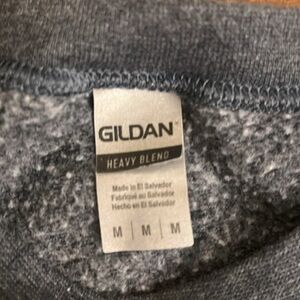 GILDAN
HEAVY BLEND
Made in El Salvador
Fabriqué au Salvador
Hecho en El Salvador
M M M